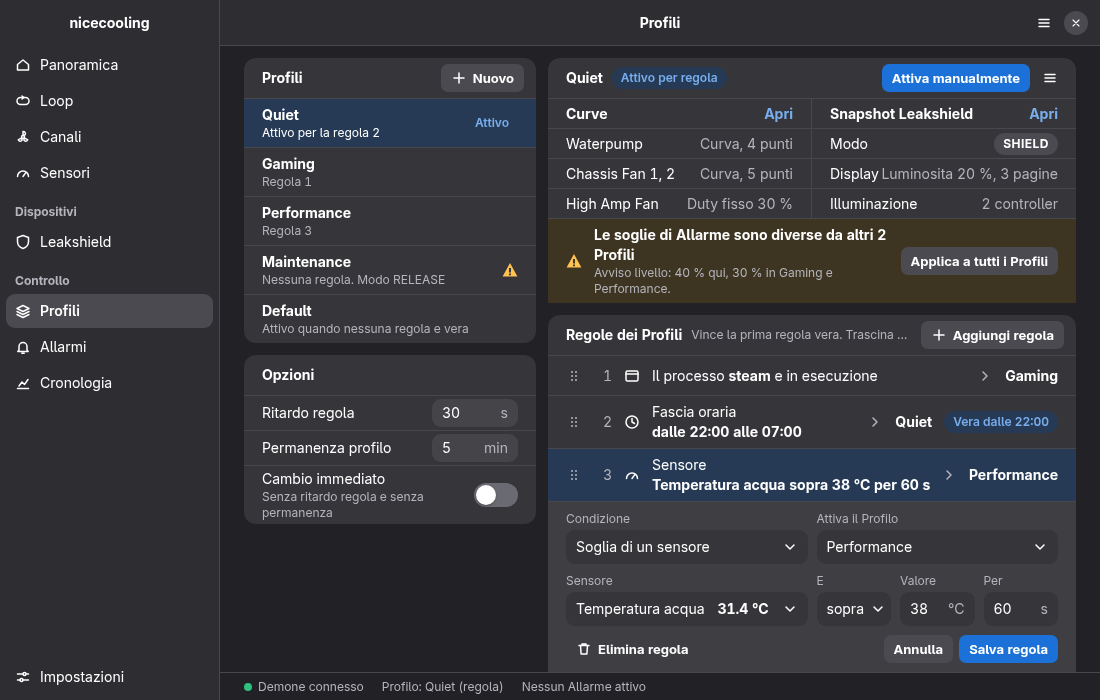 nicecooling
Profili
Panoramica
Loop
Canali
Sensori
Dispositivi
Leakshield
Controllo
Profili
Allarmi
Cronologia
Impostazioni
Profili
Nuovo
Quiet
Attivo per la regola 2
Attivo
Gaming
Regola 1
Performance
Regola 3
Maintenance
Nessuna regola. Modo RELEASE
Default
Attivo quando nessuna regola e vera
Opzioni
Ritardo regola 30 s
Permanenza profilo 5 min
Cambio immediato
Senza ritardo regola e senza
permanenza
Quiet Attivo per regola Attiva manualmente
Curve Apri
Waterpump Curva, 4 punti
Chassis Fan 1, 2 Curva, 5 punti
High Amp Fan Duty fisso 30 %
Snapshot Leakshield Apri
Modo SHIELD
Display Luminosita 20 %, 3 pagine
Illuminazione 2 controller
Le soglie di Allarme sono diverse da altri 2
Profili
Avviso livello: 40 % qui, 30 % in Gaming e
Performance.
Applica a tutti i Profili
Regole dei Profili Vince la prima regola vera. Trascina ... Aggiungi regola
1 Il processo steam e in esecuzione Gaming
2 Fascia oraria
dalle 22:00 alle 07:00
Quiet Vera dalle 22:00
3 Sensore
Temperatura acqua sopra 38 °C per 60 s
Performance
Condizione Attiva il Profilo
Soglia di un sensore Performance
Sensore E Valore Per
Temperatura acqua 31.4 °C sopra 38 °C 60 s
Elimina regola Annulla Salva regola
Demone connesso Profilo: Quiet (regola) Nessun Allarme attivo